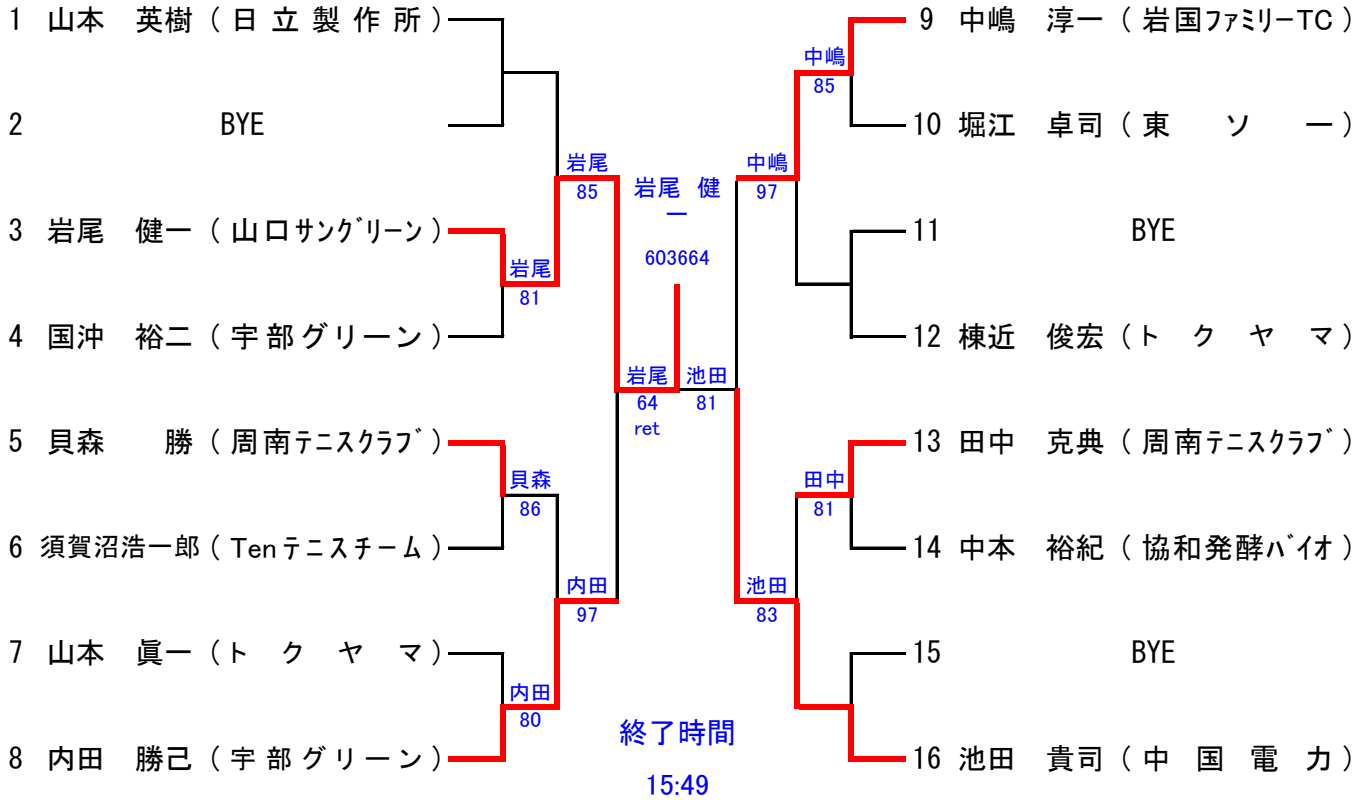 1 山本 英樹 ( 日 立 製 作 所 )
2 BYE
岩尾
85
3 岩尾 健一 ( 山口サングリーン )
岩尾
81
4 国沖 裕二 ( 宇部グリーン )
5 貝森 勝 ( 周南テニスクラブ )
貝森
86
6 須賀沼浩一郎 ( Tenテニスチーム )
内田
97
7 山本 眞一 ( ト ク ヤ マ )
内田
80
8 内田 勝己 ( 宇部グリーン )
岩尾 健
一
603664
岩尾
64
ret
池田
81
終了時間
15:49
9 中嶋 淳一 ( 岩国ファミリーTC )
中嶋
85
10 堀江 卓司 ( 東 ソ ー )
中嶋
97
11 BYE
12 棟近 俊宏 ( ト ク ヤ マ )
13 田中 克典 ( 周南テニスクラブ )
田中
81
14 中本 裕紀 ( 協和発酵バイオ )
池田
83
15 BYE
16 池田 貴司 ( 中 国 電 力 )